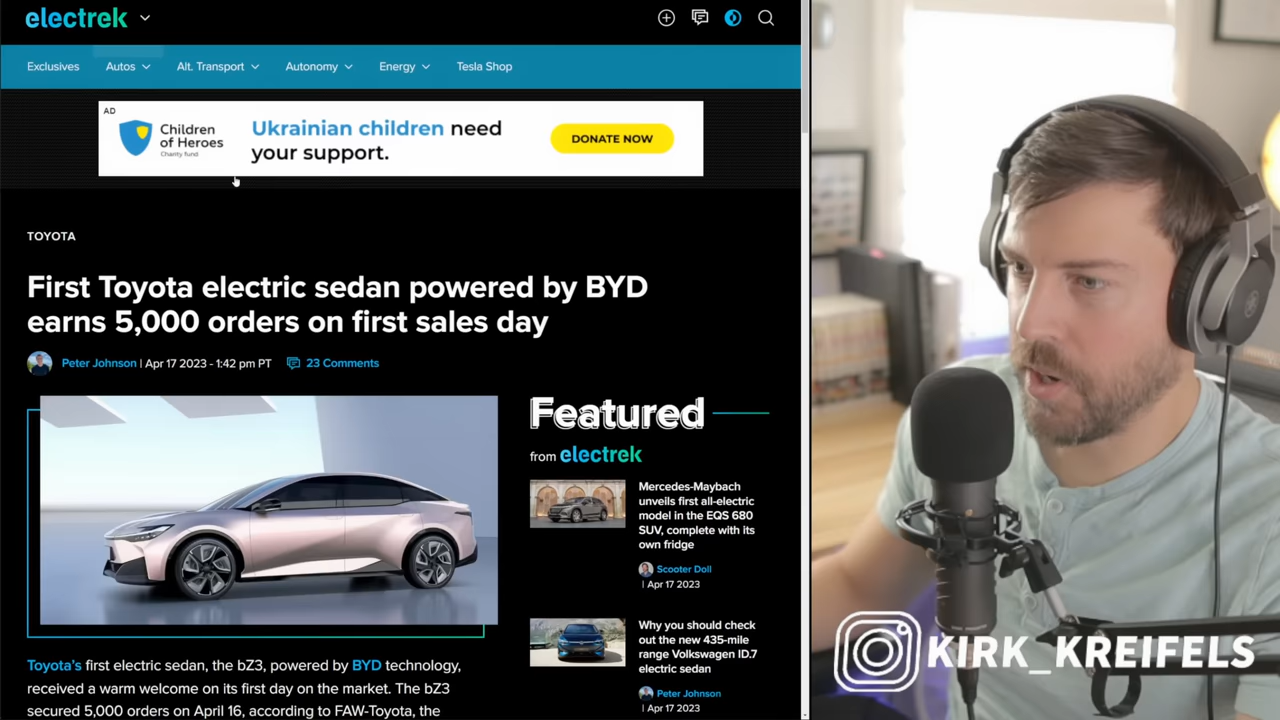 electrek
Exclusives
Autos
Alt. Transport
Autonomy
Energy
Tesla Shop
AD
Children
of Heroes
Charity fund
Ukrainian children need
your support.
DONATE NOW
TOYOTA
First Toyota electric sedan powered by BYD
earns 5,000 orders on first sales day
Peter Johnson | Apr 17 2023 - 1:42 pm PT
23 Comments
Toyota's first electric sedan, the bZ3, powered by BYD technology,
received a warm welcome on its first day on the market. The bZ3
secured 5,000 orders on April 16, according to FAW-Toyota, the
Featured
from electrek
Mercedes-Maybach
unveils first all-electric
model in the EQS 680
SUV, complete with its
own fridge
Scooter Doll
| Apr 17 2023
Why you should check
out the new 435-mile
range Volkswagen ID.7
electric sedan
Peter Johnson
| Apr 17 2023
KIRK_KREIFELS